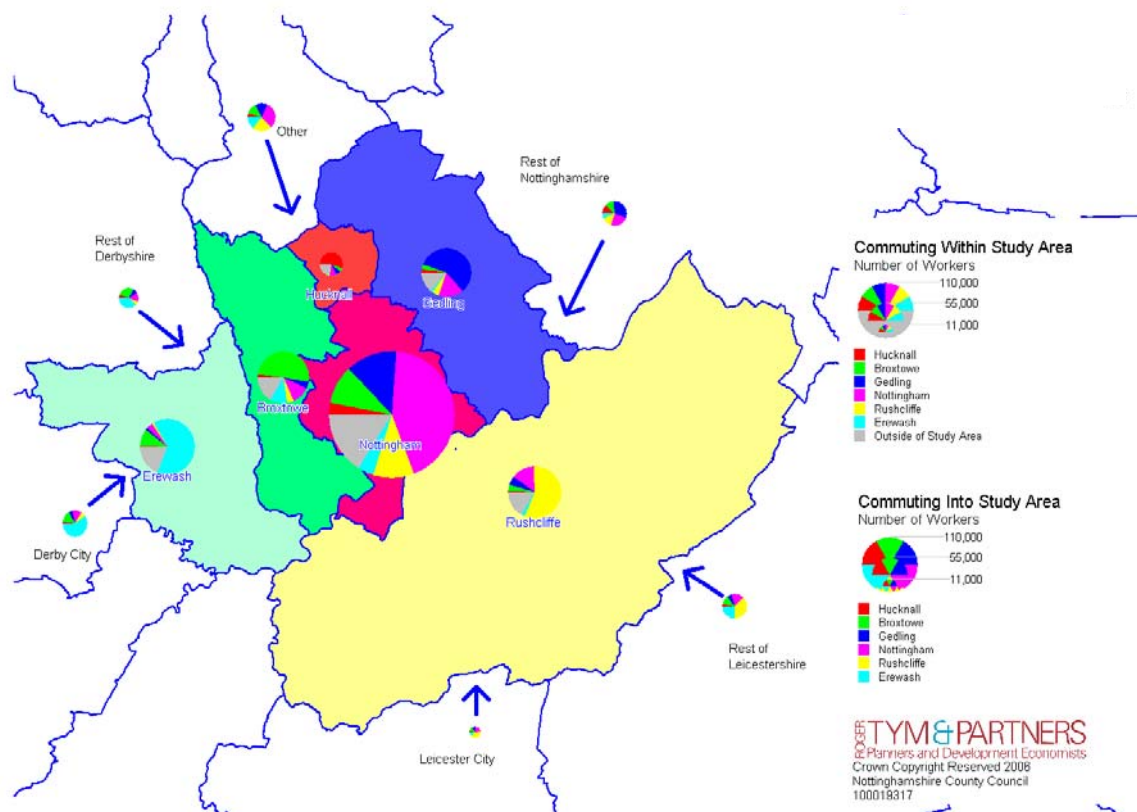 Other
Rest of
Nottinghamshire
Rest of
Derbyshire
Hucknall
Gedling
Broxtowe
Nottingham
Erewash
Rushcliffe
Derby City
Rest of
Leicestershire
Leicester City
Commuting Within Study Area
Number of Workers
110,000
55,000
11,000
Hucknall
Broxtowe
Gedling
Nottingham
Rushcliffe
Erewash
Outside of Study Area
Commuting Into Study Area
Number of Workers
110,000
55,000
11,000
Hucknall
Broxtowe
Gedling
Nottingham
Rushcliffe
Erewash
ROGER TYM & PARTNERS
Planners and Development Economists
Crown Copyright Reserved 2006
Nottinghamshire County Council
100019317